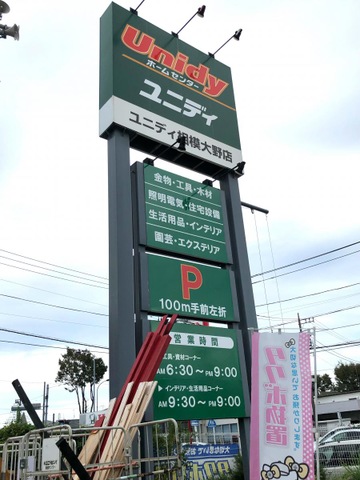 Unidy
ホームセンター
ユニディ
ユニディ相模大野店
金物・工具・木材
照明電気・住宅設備
生活用品・インテリア
園芸・エクステリア
P
100m手前左折
営業時間
工具・資材コーナー
AM 6:30〜PM 9:00
インテリア・生活用品コーナー
AM 9:30〜PM 9:00
タクボ物置